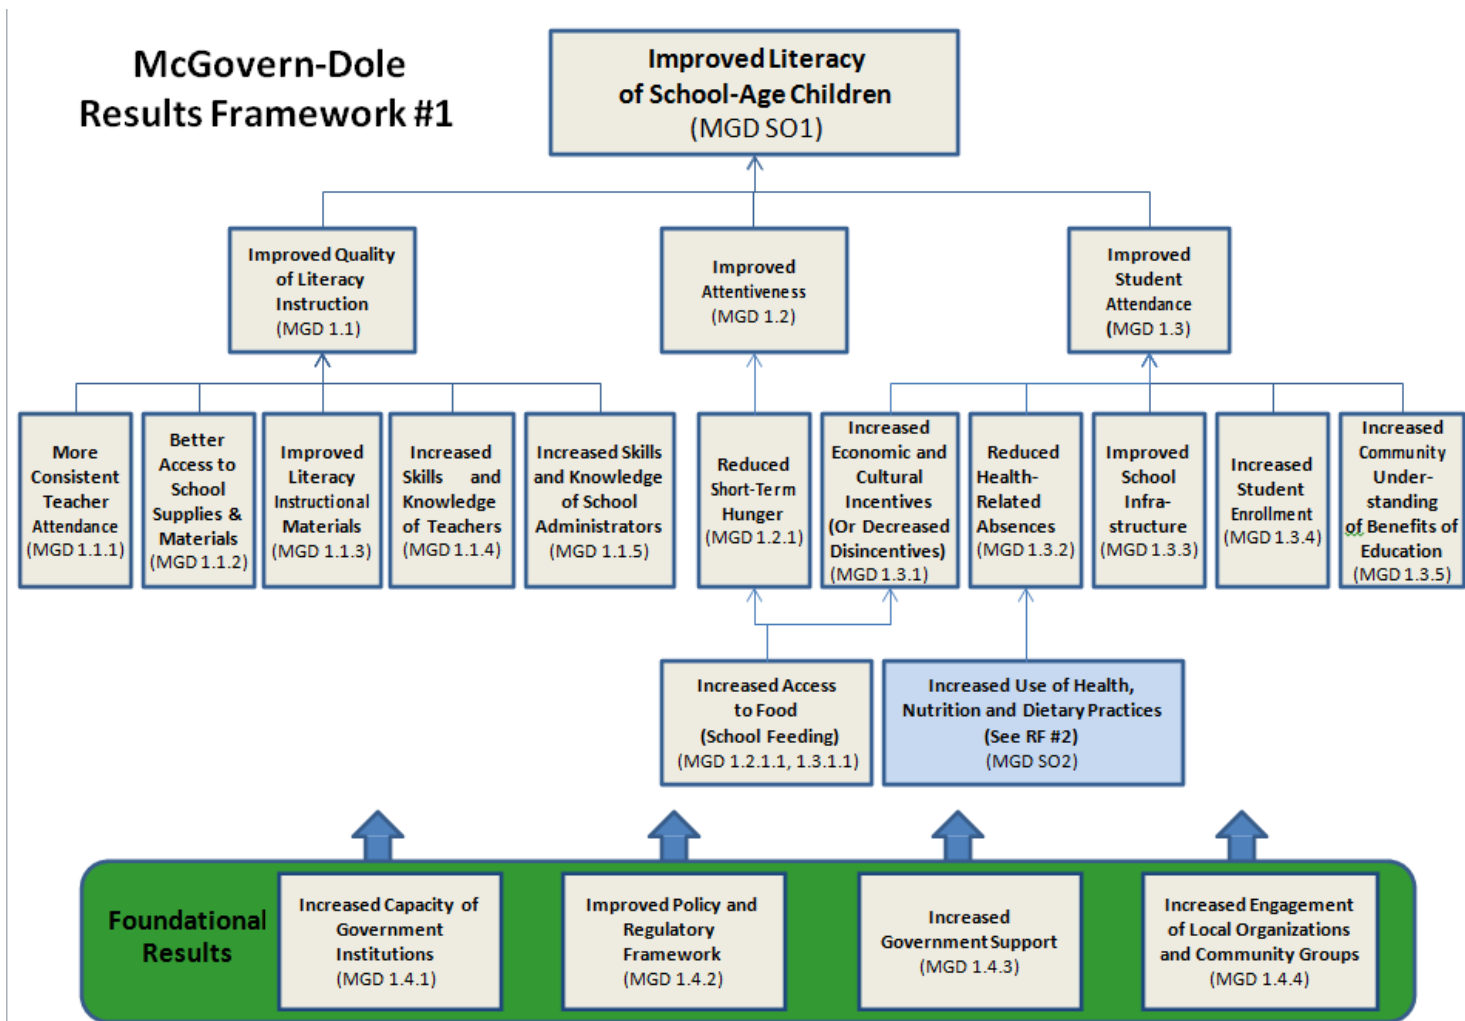 McGovern-Dole
Results Framework #1
Improved Literacy
of School-Age Children
(MGD SO1)
Improved Quality
of Literacy
Instruction
(MGD 1.1)
Improved
Attentiveness
(MGD 1.2)
Improved
Student
Attendance
(MGD 1.3)
More
Consistent
Teacher
Attendance
(MGD 1.1.1)
Better
Access to
School
Supplies &
Materials
(MGD 1.1.2)
Improved
Literacy
Instructional
Materials
(MGD 1.1.3)
Increased
Skills and
Knowledge
of Teachers
(MGD 1.1.4)
Increased Skills
and Knowledge
of School
Administrators
(MGD 1.1.5)
Reduced
Short-Term
Hunger
(MGD 1.2.1)
Increased
Economic and
Cultural
Incentives
(Or Decreased
Disincentives)
(MGD 1.3.1)
Reduced
Health-
Related
Absences
(MGD 1.3.2)
Improved
School
Infra-
structure
(MGD 1.3.3)
Increased
Student
Enrollment
(MGD 1.3.4)
Increased
Community
Under-
standing
of Benefits of
Education
(MGD 1.3.5)
Increased Access
to Food
(School Feeding)
(MGD 1.2.1.1, 1.3.1.1)
Increased Use of Health,
Nutrition and Dietary Practices
(See RF #2)
(MGD SO2)
Foundational
Results
Increased Capacity of
Government
Institutions
(MGD 1.4.1)
Improved Policy and
Regulatory
Framework
(MGD 1.4.2)
Increased
Government Support
(MGD 1.4.3)
Increased Engagement
of Local Organizations
and Community Groups
(MGD 1.4.4)